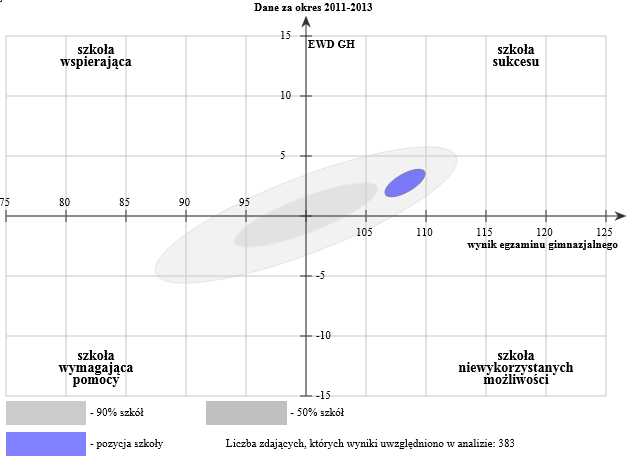 Dane za okres 2011-2013
15
EWD GH
szkoła
wspierająca
szkoła
sukcesu
10
5
75 80 85 90 95
105 110 115 120 125
wynik egzaminu gimnazjalnego
-5
-10
szkoła
wymagająca
pomocy
szkoła
niewykorzystanych
możliwości
-15
- 90% szkół
- 50% szkół
- pozycja szkoły
Liczba zdających, których wyniki uwzględniono w analizie: 383